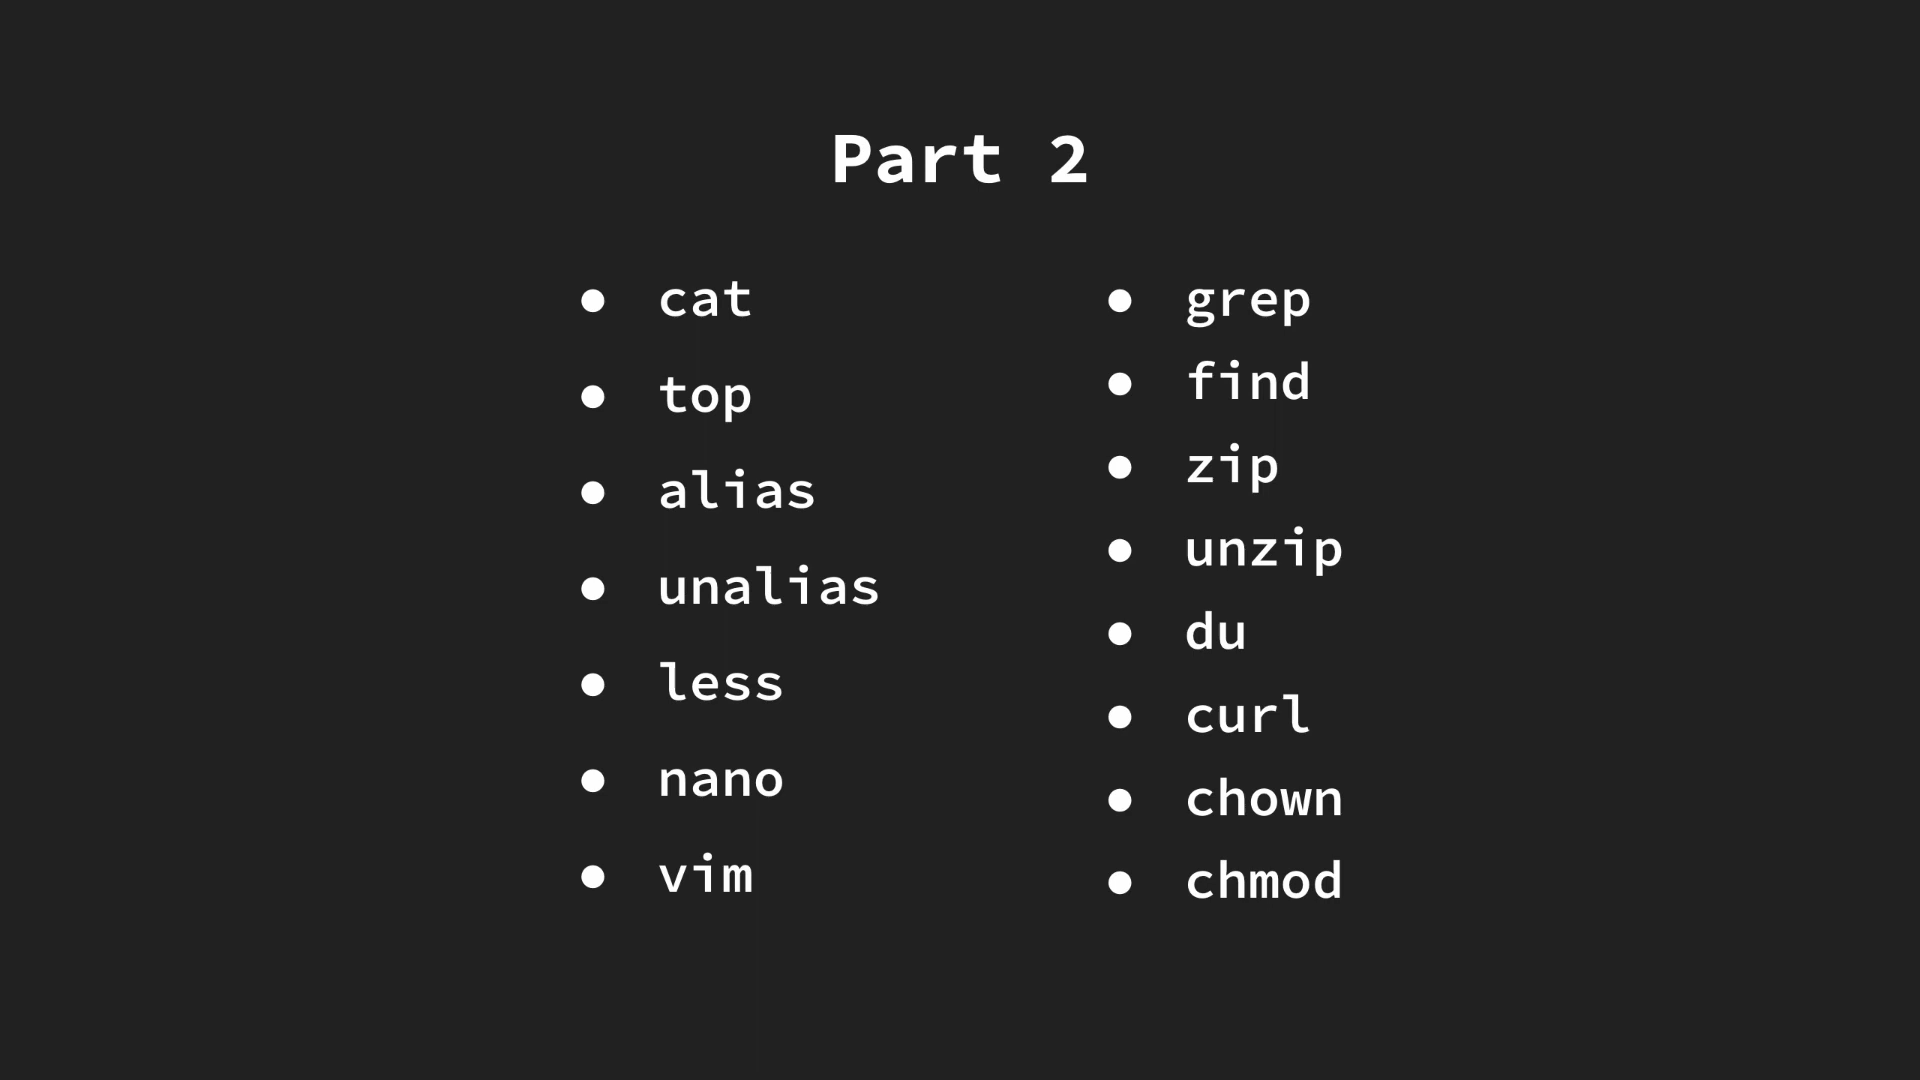 Part 2
● cat
● top
● alias
● unalias
● less
● nano
● vim
● grep
● find
● zip
● unzip
● du
● curl
● chown
● chmod